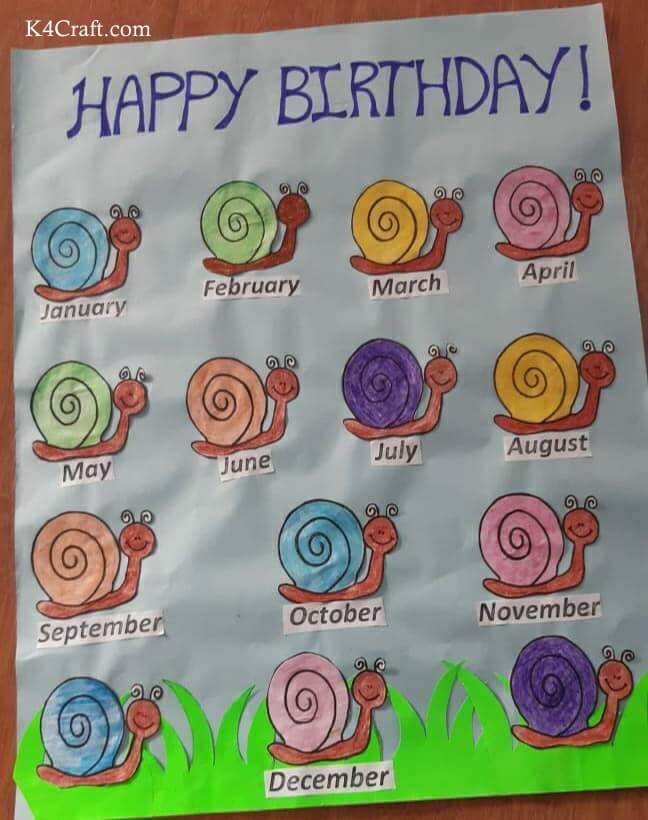 K4Craft.com
HAPPY BIRTHDAY!
January
February
March
April
May
June
July
August
September
October
November
December